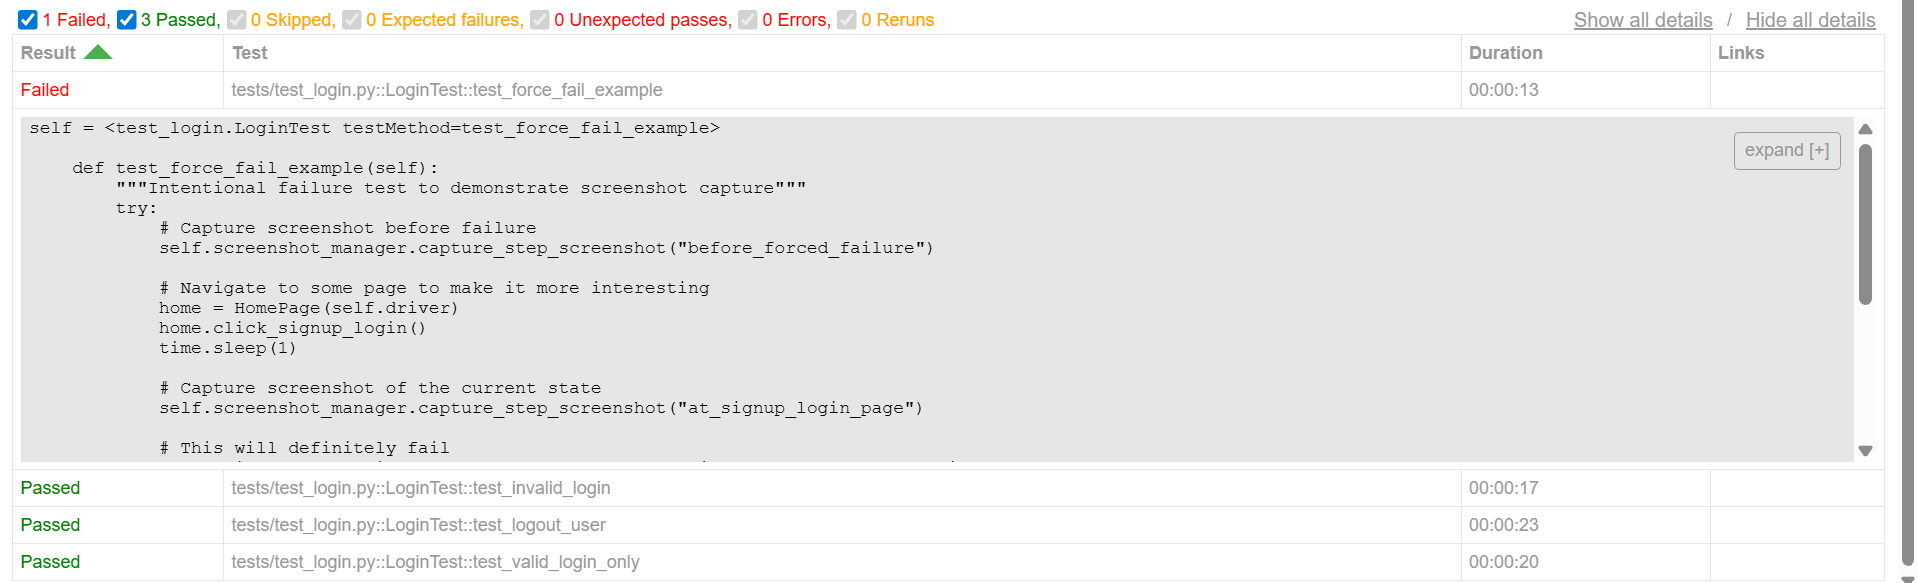 1 Failed, 3 Passed, 0 Skipped, 0 Expected failures, 0 Unexpected passes, 0 Errors, 0 Reruns Show all details / Hide all details
Result Test Duration Links
Failed tests/test_login.py::LoginTest::test_force_fail_example 00:00:13
self = <test_login.LoginTest testMethod=test_force_fail_example>
expand [+]
    def test_force_fail_example(self):
        """Intentional failure test to demonstrate screenshot capture"""
        try:
            # Capture screenshot before failure
            self.screenshot_manager.capture_step_screenshot("before_forced_failure")
            # Navigate to some page to make it more interesting
            home = HomePage(self.driver)
            home.click_signup_login()
            time.sleep(1)
            # Capture screenshot of the current state
            self.screenshot_manager.capture_step_screenshot("at_signup_login_page")
            # This will definitely fail
Passed tests/test_login.py::LoginTest::test_invalid_login 00:00:17
Passed tests/test_login.py::LoginTest::test_logout_user 00:00:23
Passed tests/test_login.py::LoginTest::test_valid_login_only 00:00:20